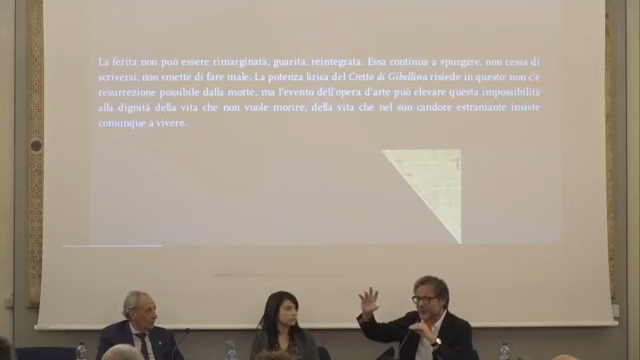 La ferita non può essere rimarginata, guarita, reintegrata. Essa continua a spurgare, non cessa di
scriversi, non smette di fare male. La potenza lirica del Cretto di Gibellina risiede in questo: non c'è
resurrezione possibile dalla morte, ma l'evento dell'opera d'arte può elevare questa impossibilità
alla dignità della vita che non vuole morire, della vita che nel suo candore estraniante insiste
comunque a vivere.